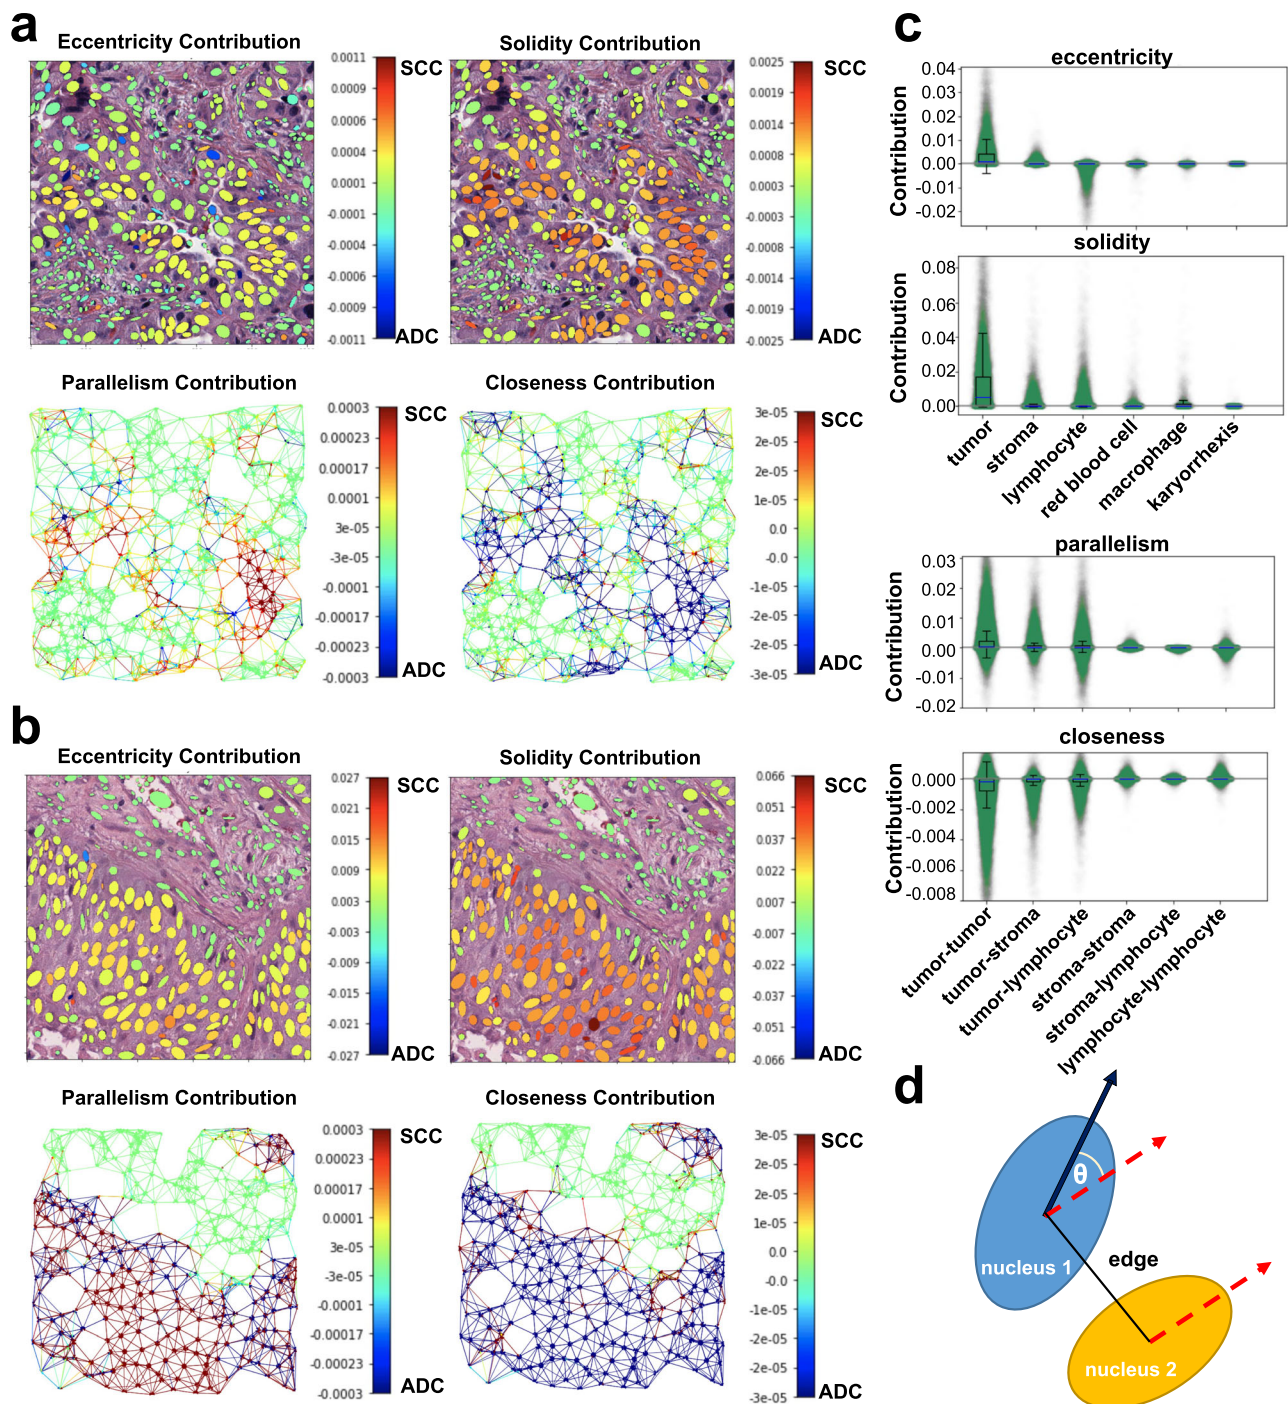 a
Eccentricity Contribution
0.0011
0.0009
0.0006
0.0004
0.0001
-0.0001
-0.0004
-0.0006
-0.0009
-0.0011
SCC
ADC
Solidity Contribution
0.0025
0.0019
0.0014
0.0008
0.0003
-0.0003
-0.0008
-0.0014
-0.0019
-0.0025
SCC
ADC
Parallelism Contribution
0.0003
0.00023
0.00017
0.0001
3e-05
-3e-05
-0.0001
-0.00017
-0.00023
-0.0003
SCC
ADC
Closeness Contribution
3e-05
2e-05
2e-05
1e-05
0.0
-0.0
-1e-05
-2e-05
-2e-05
-3e-05
SCC
ADC
b
Eccentricity Contribution
0.027
0.021
0.015
0.009
0.003
-0.003
-0.009
-0.015
-0.021
-0.027
SCC
ADC
Solidity Contribution
0.066
0.051
0.037
0.022
0.007
-0.007
-0.022
-0.037
-0.051
-0.066
SCC
ADC
Parallelism Contribution
0.0003
0.00023
0.00017
0.0001
3e-05
-3e-05
-0.0001
-0.00017
-0.00023
-0.0003
SCC
ADC
Closeness Contribution
3e-05
2e-05
2e-05
1e-05
0.0
-0.0
-1e-05
-2e-05
-2e-05
-3e-05
SCC
ADC
c
eccentricity
Contribution
0.04
0.03
0.02
0.01
0.00
-0.01
-0.02
solidity
Contribution
0.08
0.06
0.04
0.02
0.00
tumor
stroma
lymphocyte
red blood cell
macrophage
karyorrhexis
parallelism
Contribution
0.03
0.02
0.01
0.00
-0.01
-0.02
closeness
Contribution
0.000
-0.002
-0.004
-0.006
-0.008
tumor-tumor
tumor-stroma
tumor-lymphocyte
stroma-stroma
stroma-lymphocyte
lymphocyte-lymphocyte
d
θ
nucleus 1
edge
nucleus 2